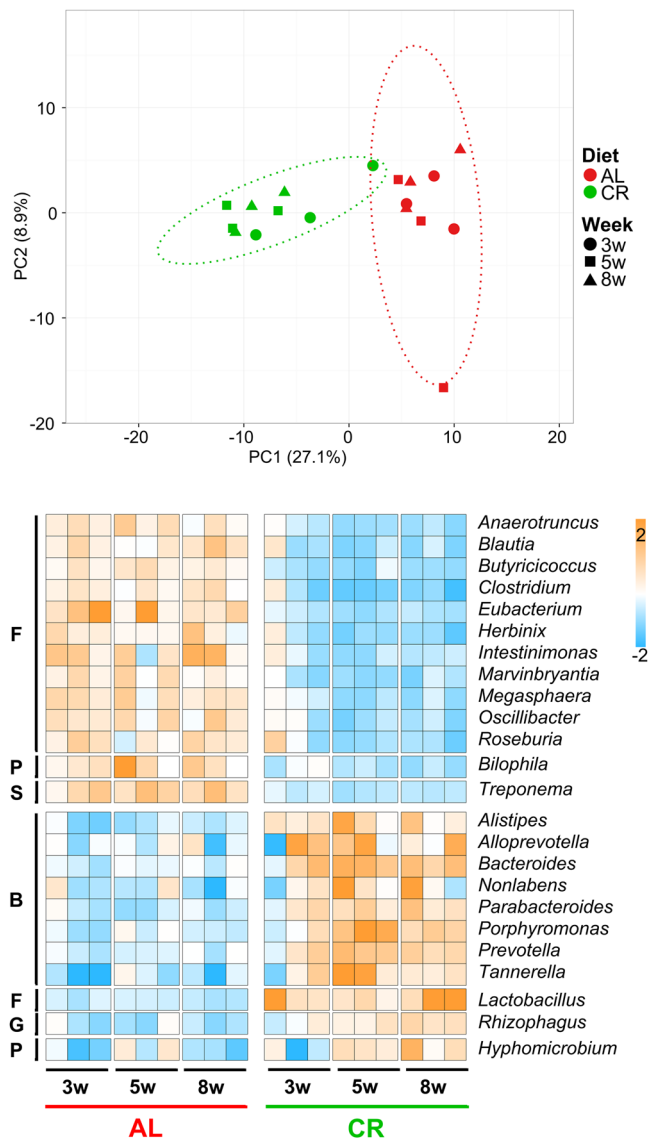 10
0
-10
-20
PC2 (8.9%)
-20
-10
0
10
20
PC1 (27.1%)
Diet
AL
CR
Week
3w
5w
8w
F
Anaerotruncus
Blautia
Butyricicoccus
Clostridium
Eubacterium
Herbinix
Intestinimonas
Marvinbryantia
Megasphaera
Oscillibacter
Roseburia
P
Bilophila
S
Treponema
B
Alistipes
Alloprevotella
Bacteroides
Nonlabens
Parabacteroides
Porphyromonas
Prevotella
Tannerella
F
Lactobacillus
G
Rhizophagus
P
Hyphomicrobium
2
-2
3w 5w 8w 3w 5w 8w
AL CR